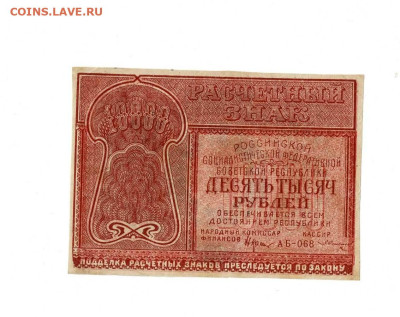 COINS.LAVE.RU
РАСЧЕТНЫЙ
ЗНАК
10000
РОССИЙСКОЙ
СОЦИАЛИСТИЧЕСКОЙ ФЕДЕРАТИВНОЙ
СОВЕТСКОЙ РЕСПУБЛИКИ
ДЕСЯТЬ ТЫСЯЧ
РУБЛЕЙ
ОБЕСПЕЧИВАЕТСЯ ВСЕМ
ДОСТОЯНИЕМ РЕСПУБЛИКИ
НАРОДНЫЙ КОМИССАР КАССИР
ФИНАНСОВ АБ-068
ПОДДЕЛКА РАСЧЕТНЫХ ЗНАКОВ ПРЕСЛЕДУЕТСЯ ПО ЗАКОНУ